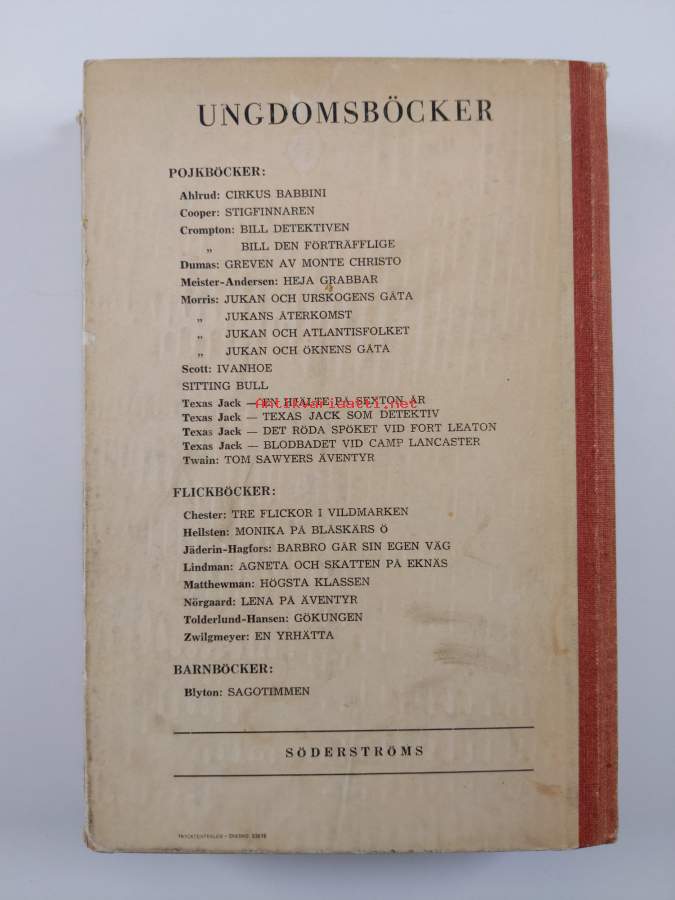 UNGDOMSBÖCKER
POJKBÖCKER:
Ahlrud: CIRKUS BABBINI
Cooper: STIGFINNAREN
Crompton: BILL DETEKTIVEN
„ BILL DEN FÖRTRÄFFLIGE
Dumas: GREVEN AV MONTE CHRISTO
Meister-Andersen: HEJA GRABBAR
Morris: JUKAN OCH URSKOGENS GÅTA
„ JUKANS ÅTERKOMST
„ JUKAN OCH ATLANTISFOLKET
„ JUKAN OCH ÖKNENS GÅTA
Scott: IVANHOE
SITTING BULL
Texas Jack — EN HJÄLTE PÅ SEXTON ÅR
Antikvariaatti.net
Texas Jack — TEXAS JACK SOM DETEKTIV
Texas Jack — DET RÖDA SPÖKET VID FORT LEATON
Texas Jack — BLODBADET VID CAMP LANCASTER
Twain: TOM SAWYERS ÄVENTYR
FLICKBÖCKER:
Chester: TRE FLICKOR I VILDMARKEN
Hellsten: MONIKA PÅ BLÅSKÄRS Ö
Jäderin-Hagfors: BARBRO GÅR SIN EGEN VÄG
Lindman: AGNETA OCH SKATTEN PÅ EKNÄS
Matthewman: HÖGSTA KLASSEN
Nörgaard: LENA PÅ ÄVENTYR
Tolderlund-Hansen: GÖKUNGEN
Zwilgmeyer: EN YRHÄTTA
BARNBÖCKER:
Blyton: SAGOTIMMEN
SÖDERSTRÖMS